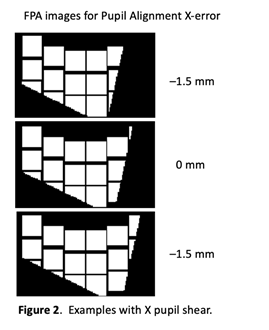 FPA images for Pupil Alignment X-error
−1.5 mm
0 mm
−1.5 mm
Figure 2. Examples with X pupil shear.